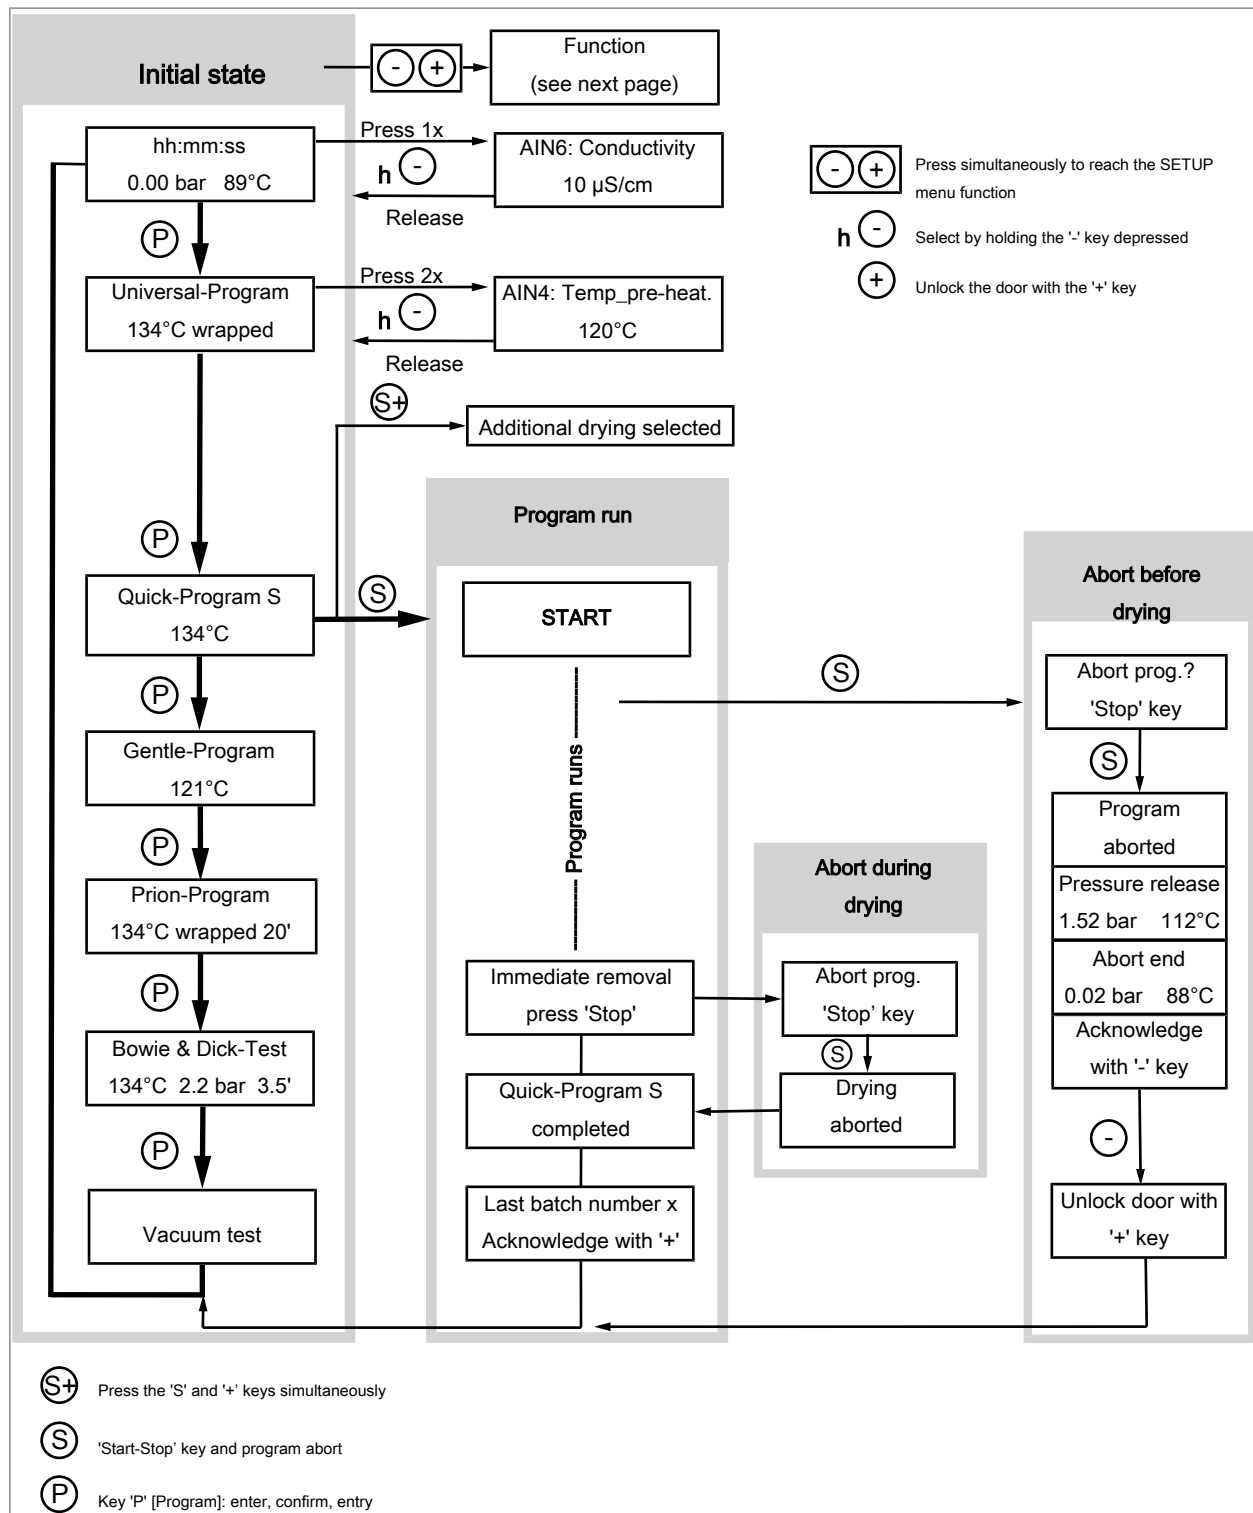 Initial state
-
+
Function
(see next page)
hh:mm:ss
0.00 bar 89°C
Press 1x
h -
Release
AIN6: Conductivity
10 µS/cm
- +
Press simultaneously to reach the SETUP
menu function
h -
Select by holding the '-' key depressed
+
Unlock the door with the '+' key
P
Universal-Program
134°C wrapped
Press 2x
h -
Release
AIN4: Temp_pre-heat.
120°C
S+
Additional drying selected
P
Quick-Program S
134°C
S
Program run
START
Program runs
S
Abort before
drying
Abort prog.?
'Stop' key
S
Program
aborted
Pressure release
1.52 bar 112°C
Abort end
0.02 bar 88°C
Acknowledge
with '-' key
-
Unlock door with
'+' key
P
Gentle-Program
121°C
P
Prion-Program
134°C wrapped 20'
P
Bowie & Dick-Test
134°C 2.2 bar 3.5'
P
Vacuum test
Immediate removal
press 'Stop'
Quick-Program S
completed
Last batch number x
Acknowledge with '+'
Abort during
drying
Abort prog.
'Stop’ key
S
Drying
aborted
S+ Press the 'S' and '+’ keys simultaneously
S 'Start-Stop’ key and program abort
P Key 'P' [Program]: enter, confirm, entry